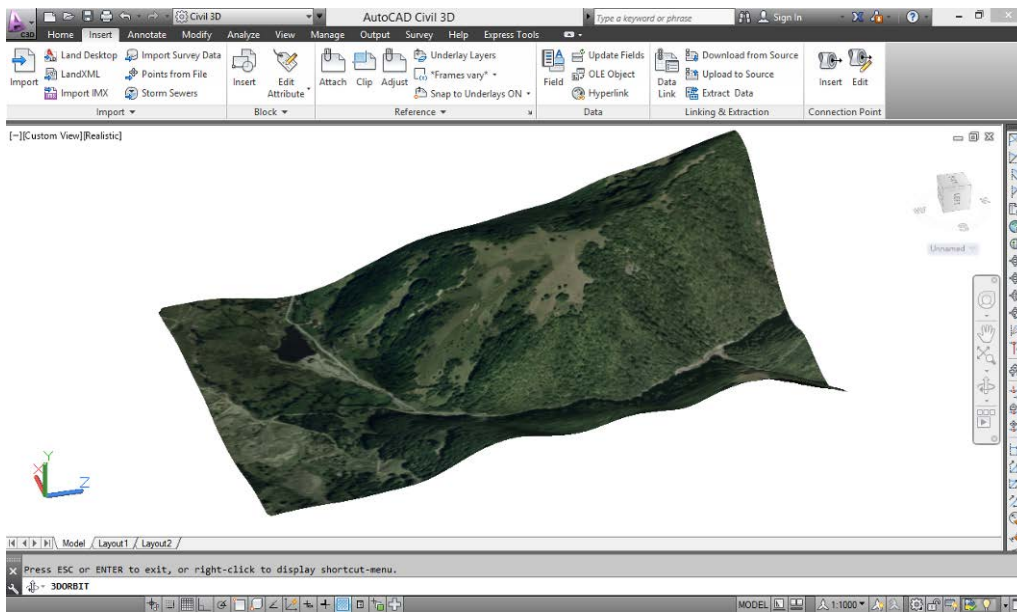 Civil 3D
AutoCAD Civil 3D
Type a keyword or phrase
Sign In
C3D
Home Insert Annotate Modify Analyze View Manage Output Survey Help Express Tools
Import
Land Desktop
LandXML
Import IMX
Import Survey Data
Points from File
Storm Sewers
Import
Insert
Edit
Attribute
Block
Attach
Clip
Adjust
Underlay Layers
*Frames vary*
Snap to Underlays ON
Reference
Field
Update Fields
OLE Object
Hyperlink
Data
Data
Link
Download from Source
Upload to Source
Extract Data
Linking & Extraction
Insert
Edit
Connection Point
[-][Custom View][Realistic]
LEFT
Unnamed
Y
X
Z
Model Layout1 Layout2
Press ESC or ENTER to exit, or right-click to display shortcut-menu.
3DORBIT
MODEL
1:1000